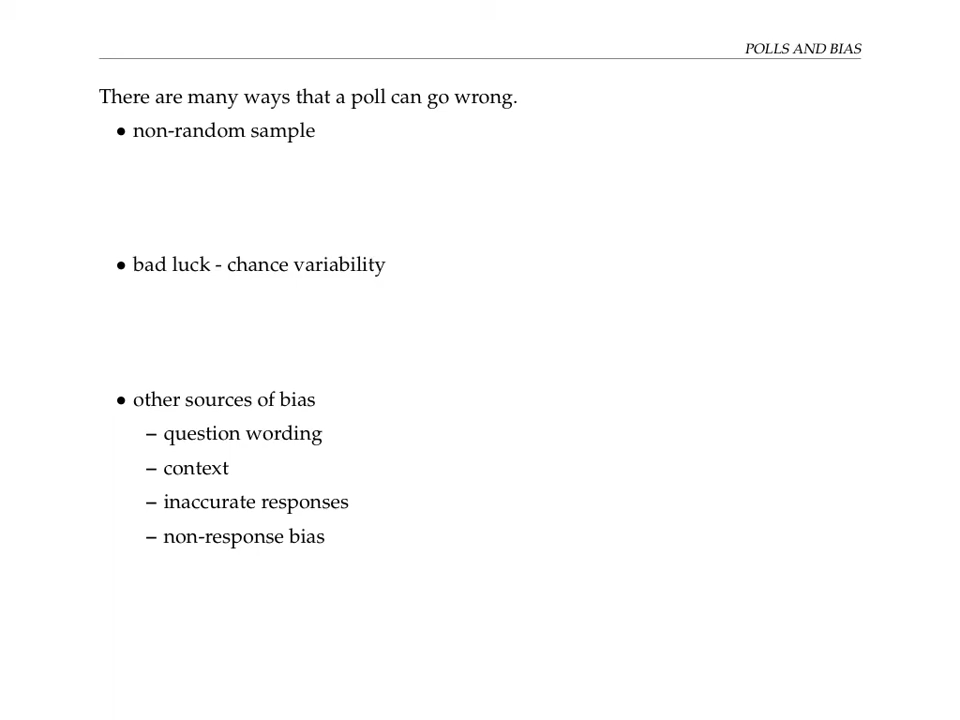 POLLS AND BIAS
There are many ways that a poll can go wrong.
• non-random sample
• bad luck - chance variability
• other sources of bias
– question wording
– context
– inaccurate responses
– non-response bias